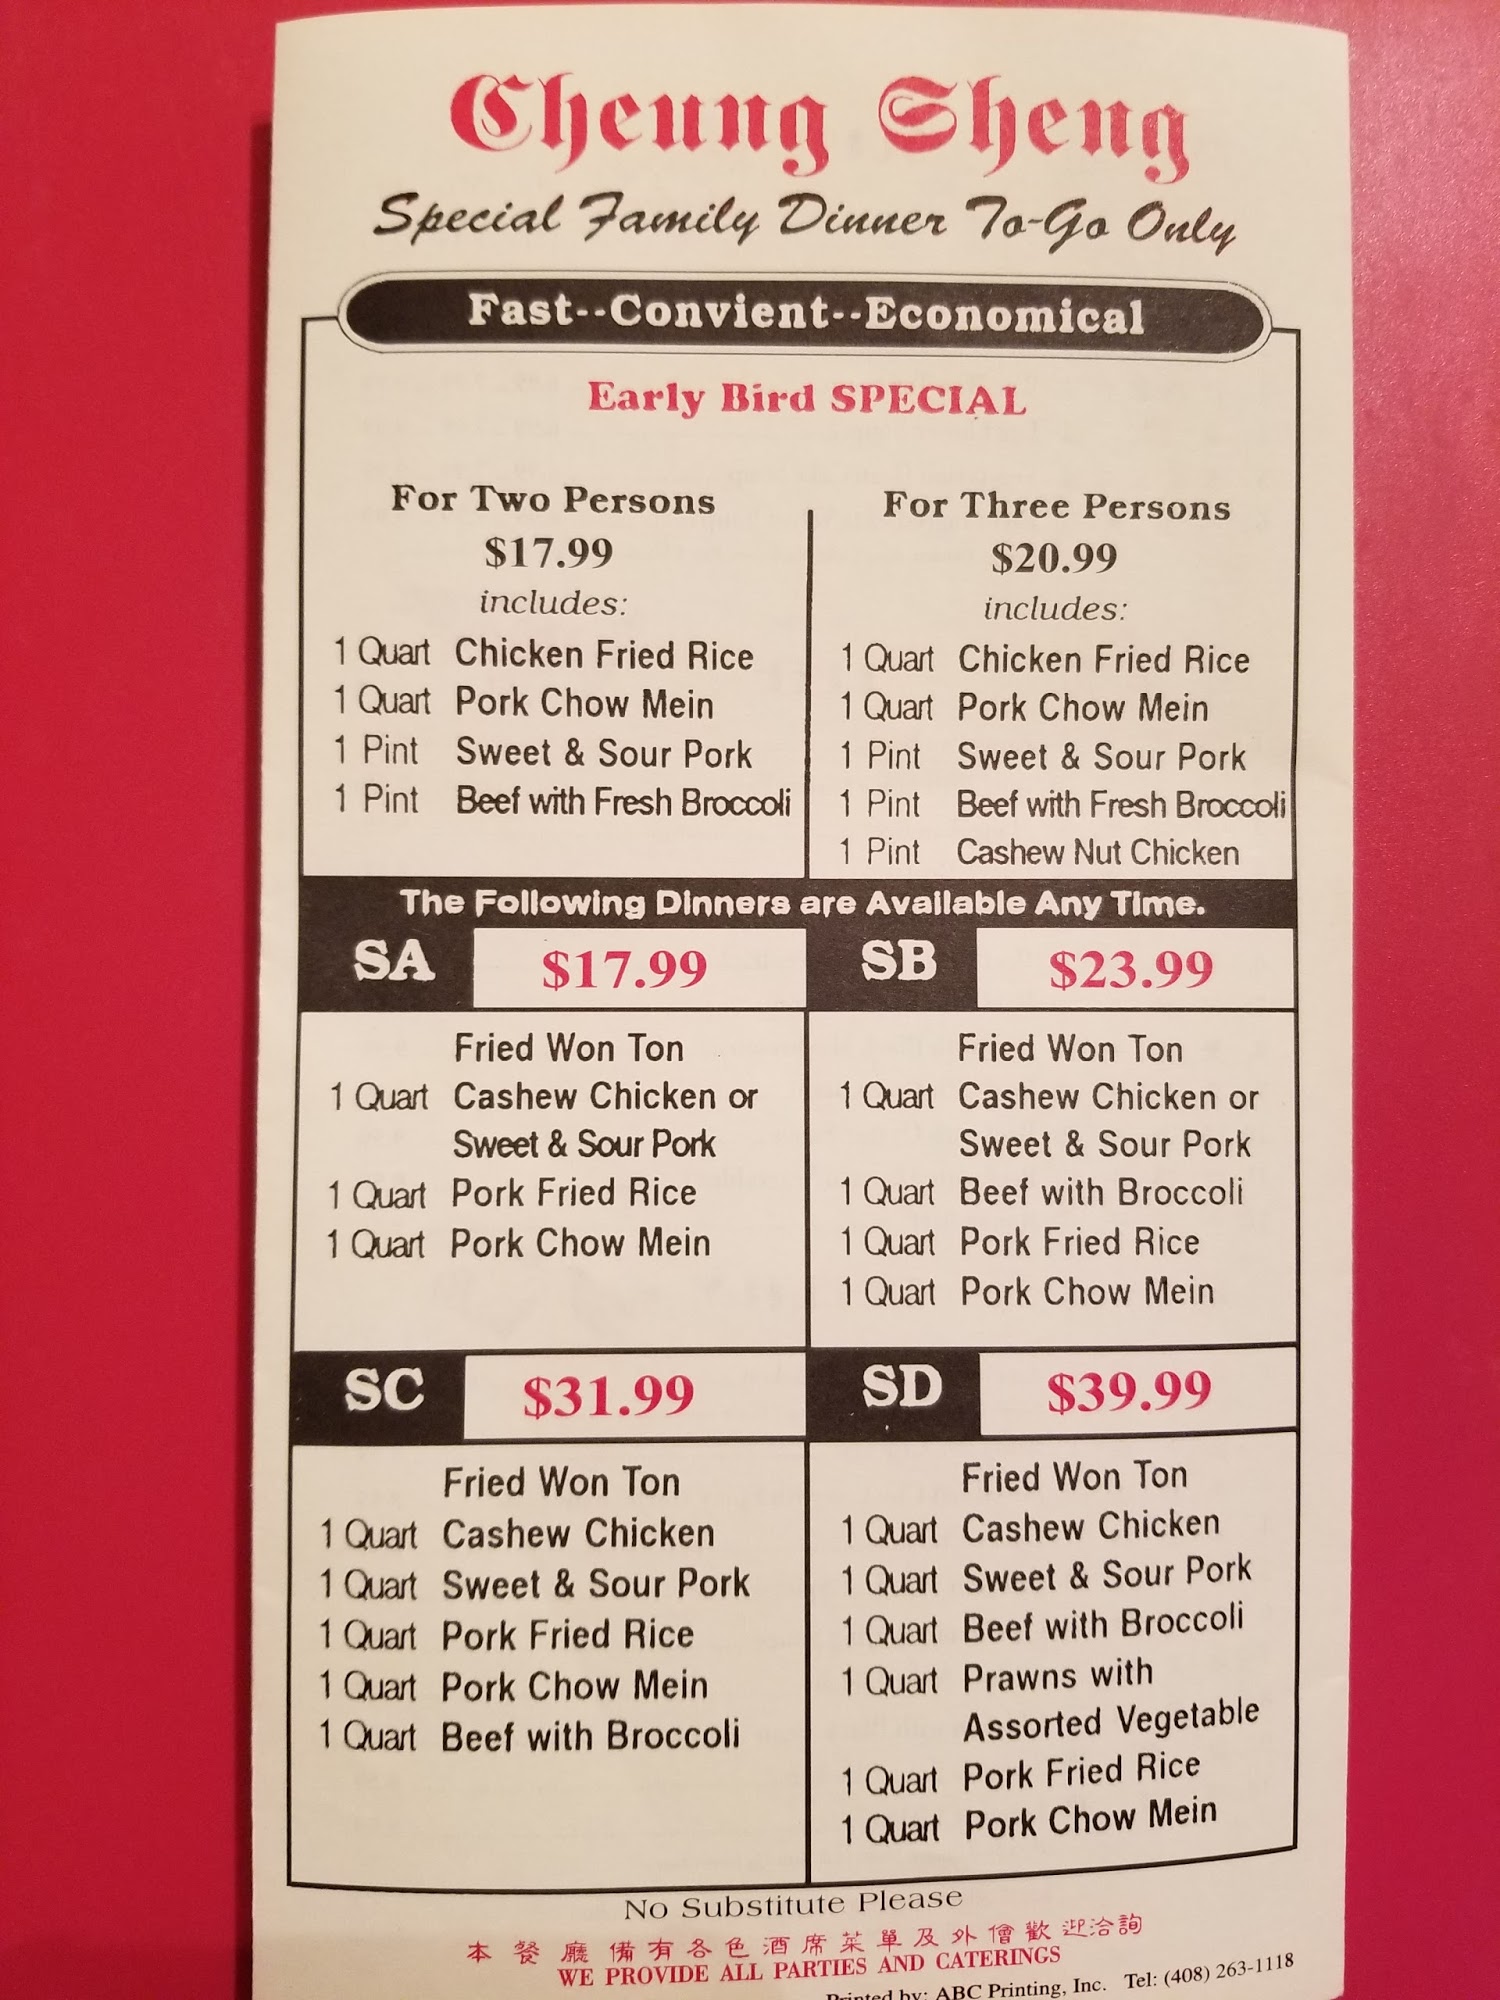 Cheung Sheng
Special Family Dinner To-Go Only
Fast--Convient--Economical
Early Bird SPECIAL
For Two Persons
$17.99
includes:
1 Quart Chicken Fried Rice
1 Quart Pork Chow Mein
1 Pint Sweet & Sour Pork
1 Pint Beef with Fresh Broccoli
For Three Persons
$20.99
includes:
1 Quart Chicken Fried Rice
1 Quart Pork Chow Mein
1 Pint Sweet & Sour Pork
1 Pint Beef with Fresh Broccoli
1 Pint Cashew Nut Chicken
The Following Dinners are Available Any Time.
SA $17.99
Fried Won Ton
1 Quart Cashew Chicken or
Sweet & Sour Pork
1 Quart Pork Fried Rice
1 Quart Pork Chow Mein
SB $23.99
Fried Won Ton
1 Quart Cashew Chicken or
Sweet & Sour Pork
1 Quart Beef with Broccoli
1 Quart Pork Fried Rice
1 Quart Pork Chow Mein
SC $31.99
Fried Won Ton
1 Quart Cashew Chicken
1 Quart Sweet & Sour Pork
1 Quart Pork Fried Rice
1 Quart Pork Chow Mein
1 Quart Beef with Broccoli
SD $39.99
Fried Won Ton
1 Quart Cashew Chicken
1 Quart Sweet & Sour Pork
1 Quart Beef with Broccoli
1 Quart Prawns with
Assorted Vegetable
1 Quart Pork Fried Rice
1 Quart Pork Chow Mein
No Substitute Please
本餐廳備有各色酒席菜單及外儈歡迎洽詢
WE PROVIDE ALL PARTIES AND CATERINGS
Printed by: ABC Printing, Inc. Tel: (408) 263-1118